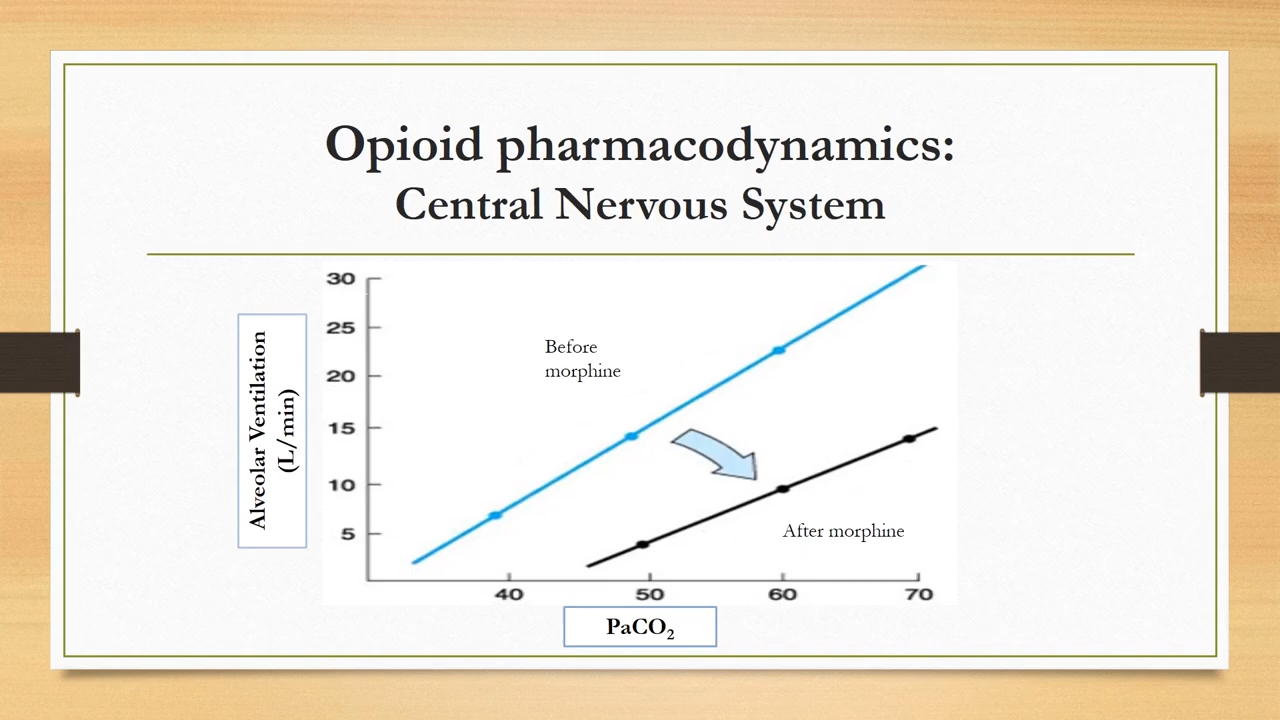 Opioid pharmacodynamics:
Central Nervous System
Alveolar Ventilation
(L/min)
30
25
20
15
10
5
Before
morphine
After morphine
40 50 60 70
PaCO₂